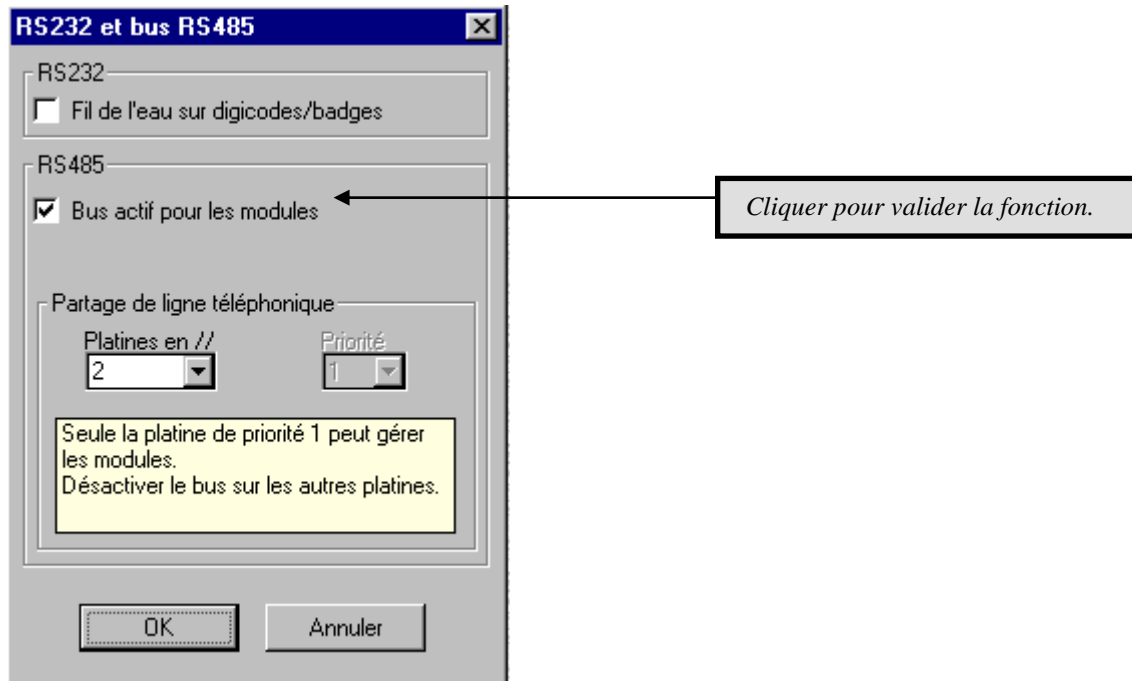 RS232 et bus RS485
RS232
Fil de l'eau sur digicodes/badges
RS485
Bus actif pour les modules
Cliquer pour valider la fonction.
Partage de ligne téléphonique
Platines en // Priorité
2 1
Seule la platine de priorité 1 peut gérer
les modules.
Désactiver le bus sur les autres platines.
OK Annuler